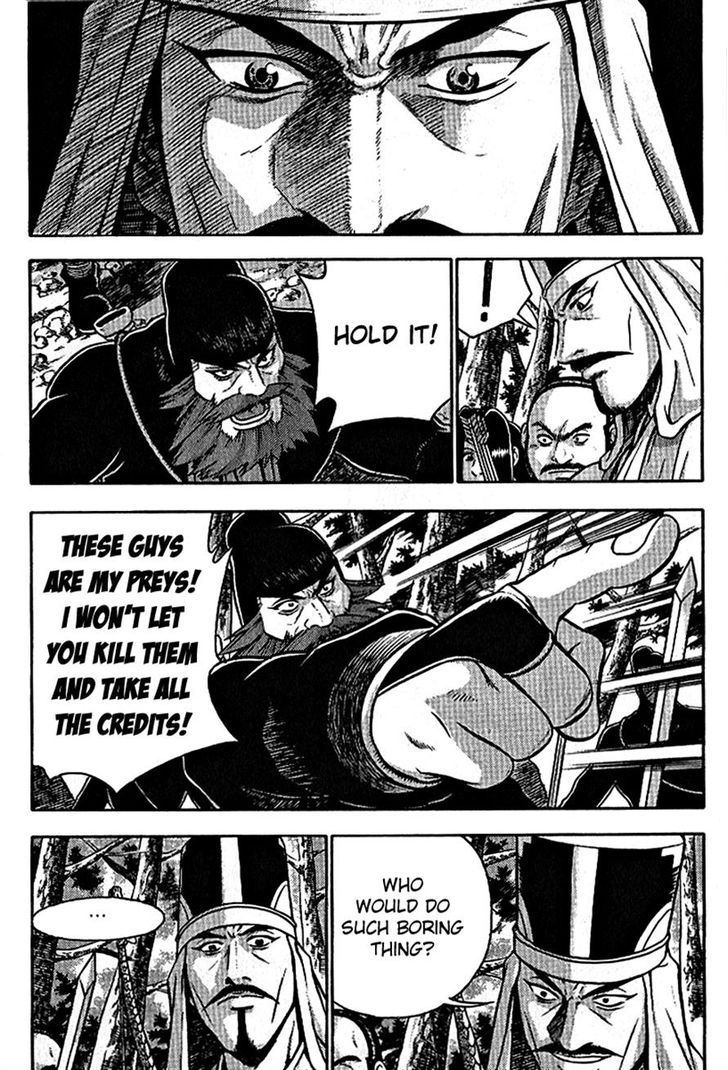 !
HOLD IT!
THESE GUYS
ARE MY PREYS!
I WON'T LET
YOU KILL THEM
AND TAKE ALL
THE CREDITS!
WHO
WOULD DO
SUCH BORING
THING?
...